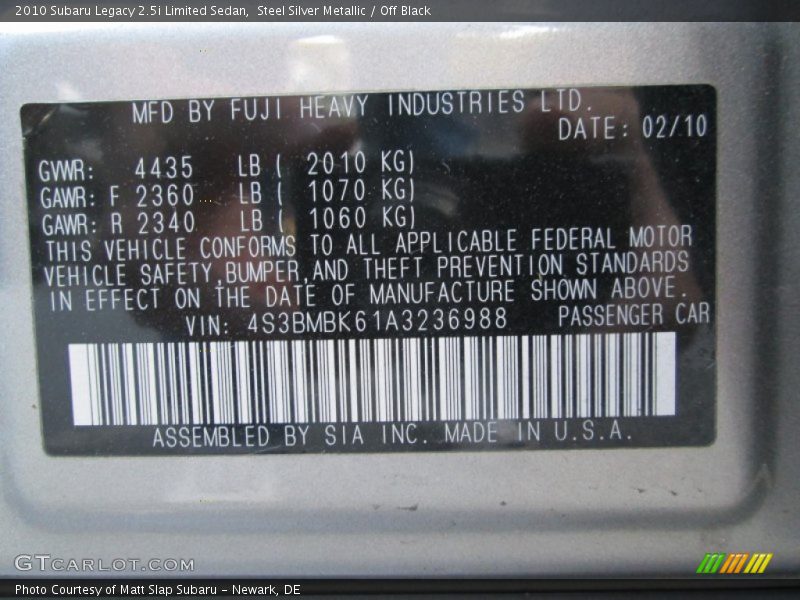 2010 Subaru Legacy 2.5i Limited Sedan,  Steel Silver Metallic / Off Black
MFD BY FUJI HEAVY INDUSTRIES LTD.
DATE: 02/10
GVWR: 4435 LB ( 2010 KG)
GAWR: F 2360 LB ( 1070 KG)
GAWR: R 2340 LB ( 1060 KG)
THIS VEHICLE CONFORMS TO ALL APPLICABLE FEDERAL MOTOR
VEHICLE SAFETY,BUMPER,AND THEFT PREVENTION STANDARDS
IN EFFECT ON THE DATE OF MANUFACTURE SHOWN ABOVE.
VIN: 4S3BMBK61A3236988 PASSENGER CAR
ASSEMBLED BY SIA INC. MADE IN U.S.A.
GTCARLOT.COM
Photo Courtesy of Matt Slap Subaru – Newark, DE